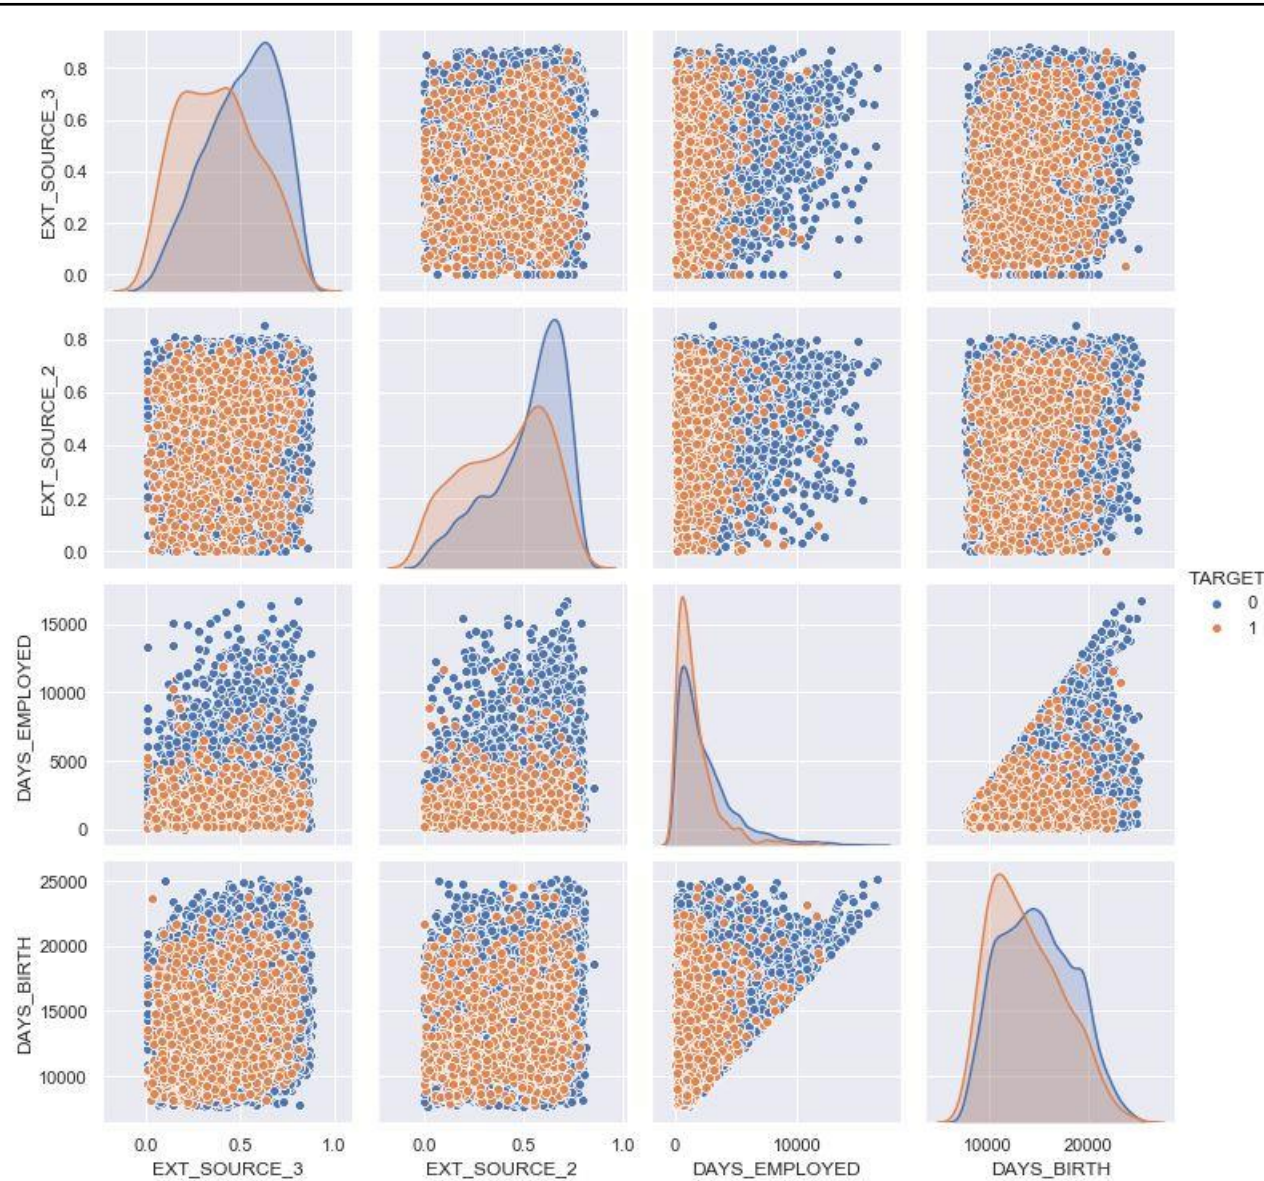 EXT_SOURCE_3
0.8
0.6
0.4
0.2
0.0
EXT_SOURCE_2
0.8
0.6
0.4
0.2
0.0
DAYS_EMPLOYED
15000
10000
5000
0
DAYS_BIRTH
25000
20000
15000
10000
0.0 0.5 1.0 0.0 0.5 1.0 0 10000 10000 20000
EXT_SOURCE_3 EXT_SOURCE_2 DAYS_EMPLOYED DAYS_BIRTH
TARGET
0
1